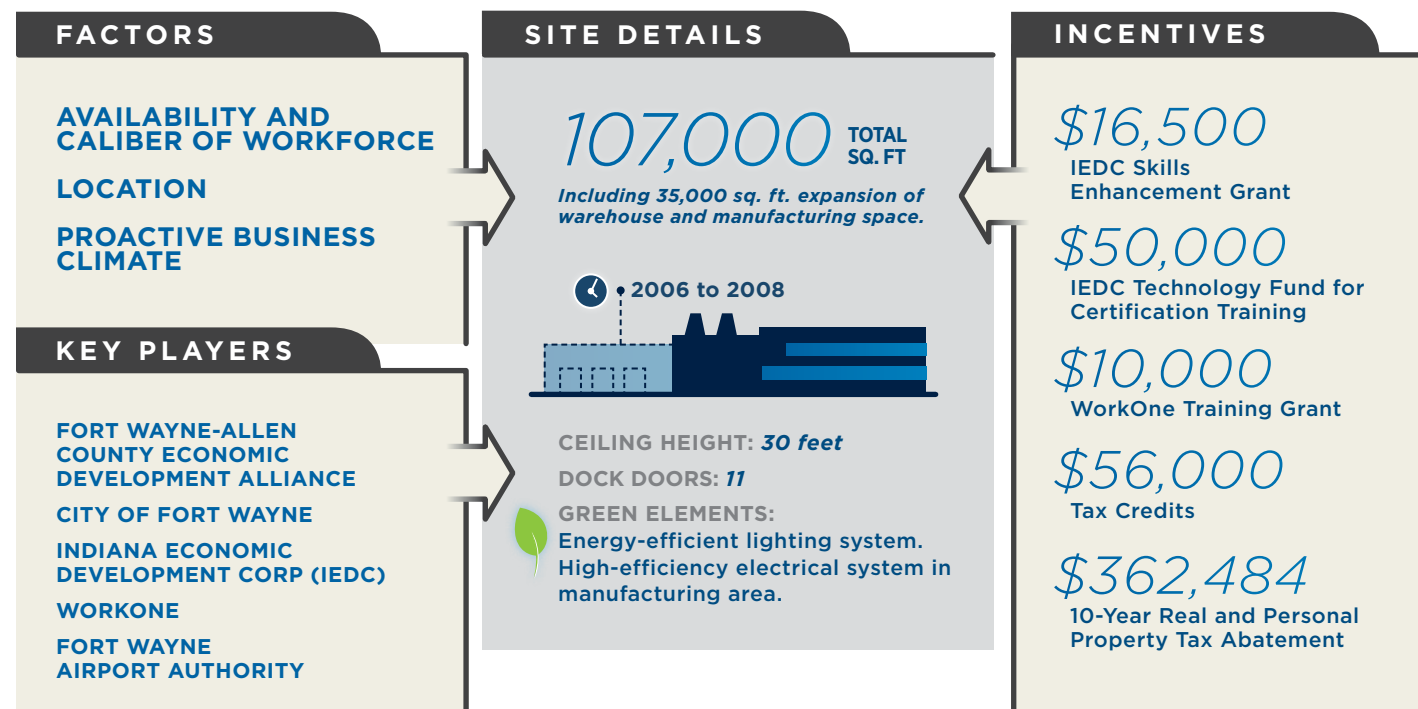 FACTORS
AVAILABILITY AND
CALIBER OF WORKFORCE
LOCATION
PROACTIVE BUSINESS
CLIMATE
KEY PLAYERS
FORT WAYNE-ALLEN
COUNTY ECONOMIC
DEVELOPMENT ALLIANCE
CITY OF FORT WAYNE
INDIANA ECONOMIC
DEVELOPMENT CORP (IEDC)
WORKONE
FORT WAYNE
AIRPORT AUTHORITY
SITE DETAILS
107,000 TOTAL
SQ. FT
Including 35,000 sq. ft. expansion of
warehouse and manufacturing space.
2006 to 2008
CEILING HEIGHT: 30 feet
DOCK DOORS: 11
GREEN ELEMENTS:
Energy-efficient lighting system.
High-efficiency electrical system in
manufacturing area.
INCENTIVES
$16,500
IEDC Skills
Enhancement Grant
$50,000
IEDC Technology Fund for
Certification Training
$10,000
WorkOne Training Grant
$56,000
Tax Credits
$362,484
10-Year Real and Personal
Property Tax Abatement